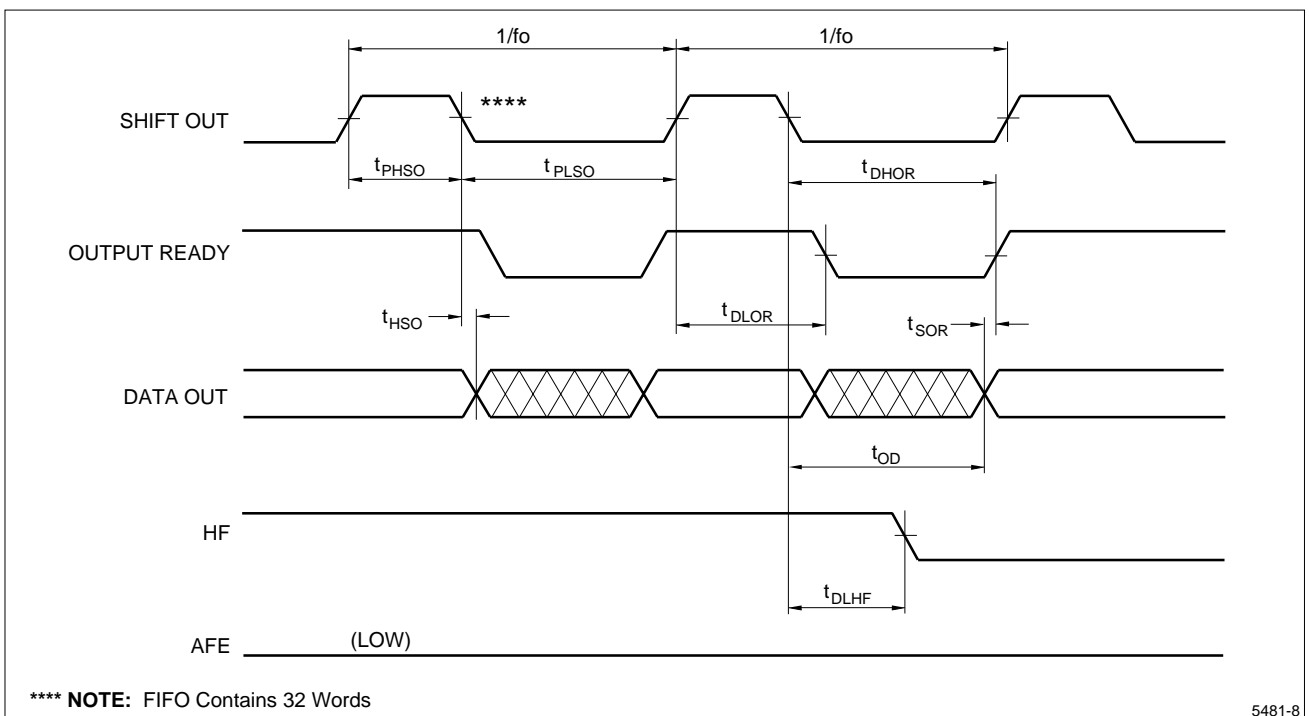 1/fo 1/fo
SHIFT OUT
****
tPHSO tPLSO tDHOR
OUTPUT READY
tHSO tDLOR tSOR
DATA OUT
tOD
HF
tDLHF
AFE (LOW)
**** NOTE: FIFO Contains 32 Words
5481-8